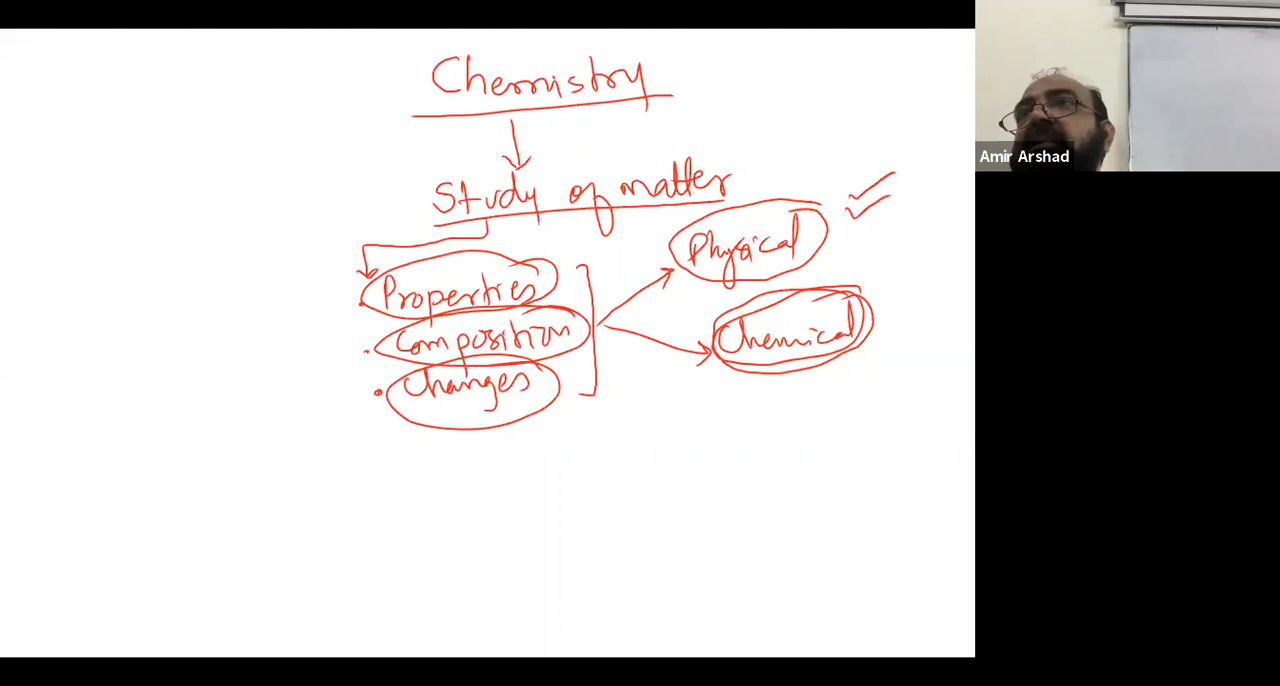 Chemistry
Study of matter
Physical
Properties
Composition
Changes
Chemical
Amir Arshad